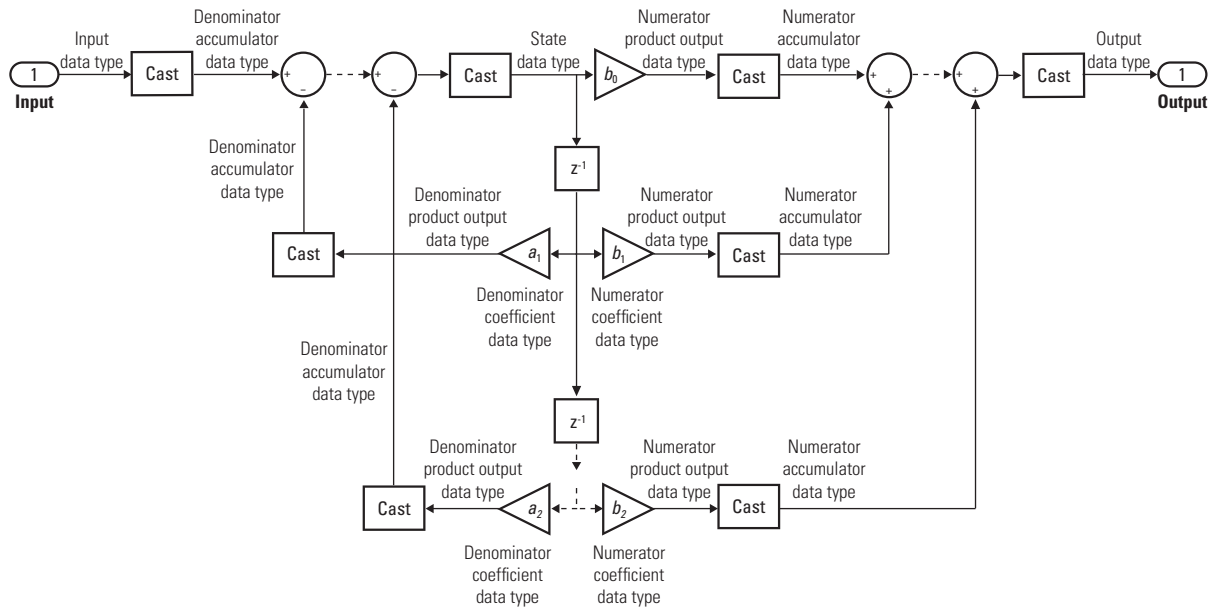 Input
data type
Denominator
accumulator
data type
State
data type
Numerator
product output
data type
Numerator
accumulator
data type
Output
data type
1
Input
Cast
+
−
+
−
Cast
b0
Cast
+
+
+
+
Cast
1
Output
Denominator
accumulator
data type
z-1
Denominator
product output
data type
Numerator
product output
data type
Numerator
accumulator
data type
Cast
a1
b1
Cast
Denominator
coefficient
data type
Numerator
coefficient
data type
Denominator
accumulator
data type
z-1
Denominator
product output
data type
Numerator
product output
data type
Numerator
accumulator
data type
Cast
a2
b2
Cast
Denominator
coefficient
data type
Numerator
coefficient
data type